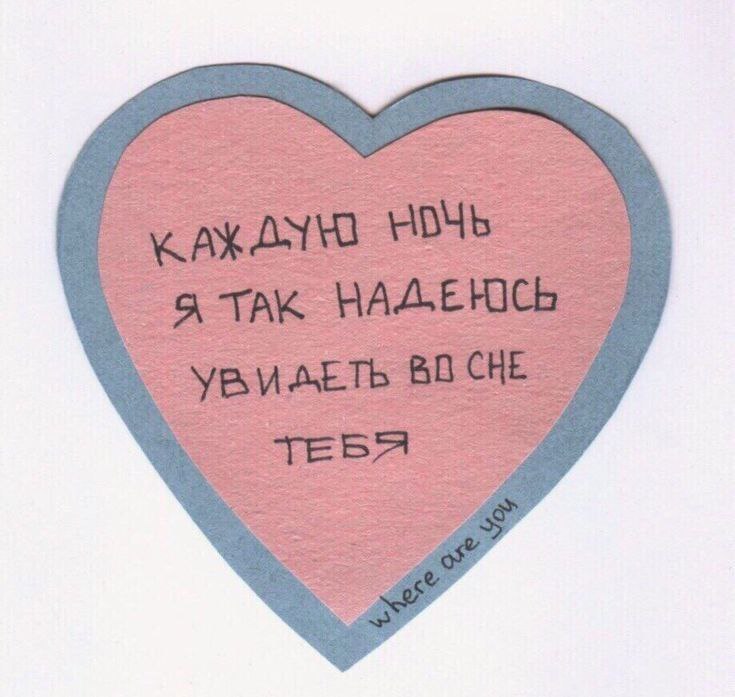 КАЖДУЮ НОЧЬ
Я ТАК НАДЕЮСЬ
УВИДЕТЬ ВО СНЕ
ТЕБЯ
where are you